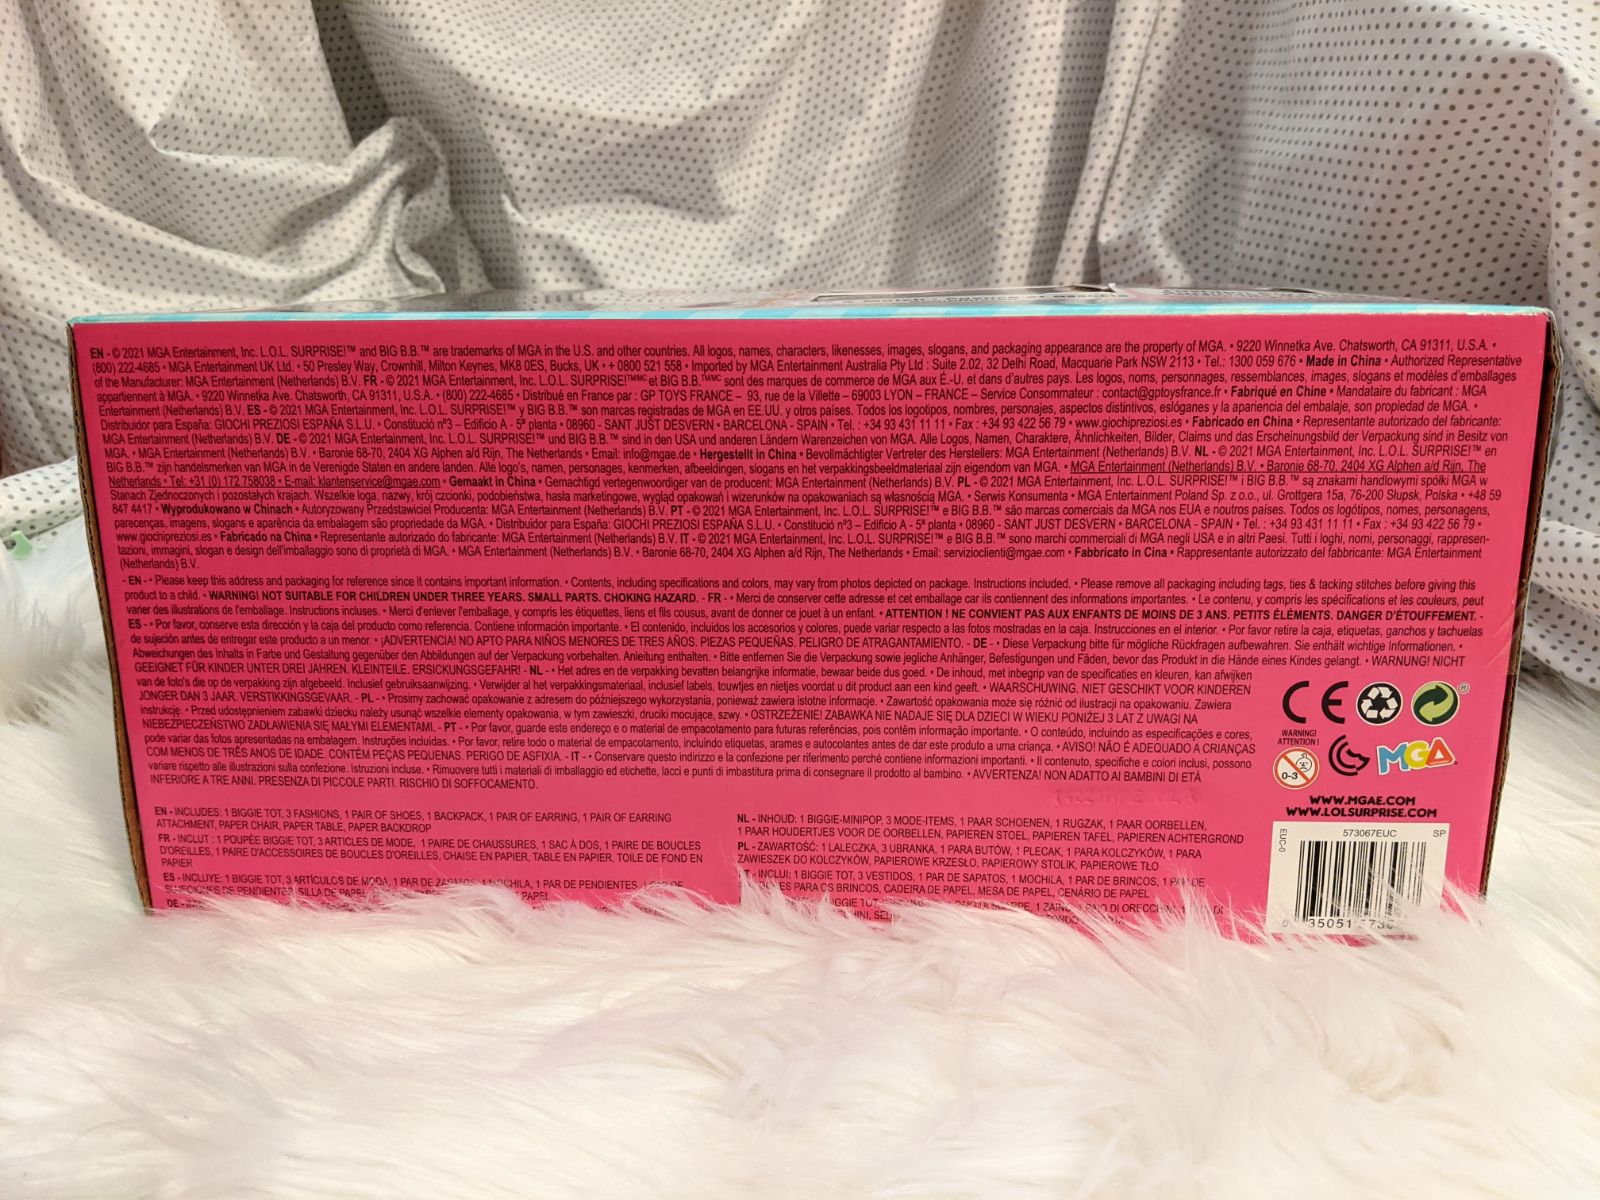 EN - © 2021 MGA Entertainment, Inc. L.O.L. SURPRISE!™ and BIG B.B.™ are trademarks of MGA in the U.S. and other countries. All logos, names, characters, likenesses, images, slogans, and packaging appearance are the property of MGA. • 9220 Winnetka Ave. Chatsworth, CA 91311, U.S.A. •
(800) 222-4685 • MGA Entertainment UK Ltd. • 50 Presley Way, Crownhill, Milton Keynes, MK8 0ES, Bucks, UK • + 0800 521 558 • Imported by MGA Entertainment Australia Pty Ltd : Suite 2.02, 32 Delhi Road, Macquarie Park NSW 2113 • Tel.: 1300 059 676 • Made in China • Authorized Representative
of the Manufacturer: MGA Entertainment (Netherlands) B.V. FR - © 2021 MGA Entertainment, Inc. L.O.L. SURPRISE!™/MC et BIG B.B.™/MC sont des marques de commerce de MGA aux É.-U. et dans d'autres pays. Les logos, noms, personnages, ressemblances, images, slogans et modèles d'emballages
appartiennent à MGA. • 9220 Winnetka Ave. Chatsworth, CA 91311, U.S.A. • (800) 222-4685 • Distribué en France par : GP TOYS FRANCE – 93, rue de la Villette – 69003 LYON – FRANCE – Service Consommateur : contact@gptoysfrance.fr • Fabriqué en Chine • Mandataire du fabricant : MGA
Entertainment (Netherlands) B.V. ES - © 2021 MGA Entertainment, Inc. L.O.L. SURPRISE!™ y BIG B.B.™ son marcas registradas de MGA en EE.UU. y otros países. Todos los logotipos, nombres, personajes, aspectos distintivos, eslóganes y la apariencia del embalaje, son propiedad de MGA. •
Distribuidor para España: GIOCHI PREZIOSI ESPAÑA S.L.U. • Constitució nº3 – Edificio A - 5ª planta • 08960 - SANT JUST DESVERN - BARCELONA - SPAIN • Tel. : +34 93 431 11 11 • Fax : +34 93 422 56 79 • www.giochipreziosi.es • Fabricado en China • Representante autorizado del fabricante:
MGA Entertainment (Netherlands) B.V. DE - © 2021 MGA Entertainment, Inc. L.O.L. SURPRISE!™ und BIG B.B.™ sind in den USA und anderen Ländern Warenzeichen von MGA. Alle Logos, Namen, Charaktere, Ähnlichkeiten, Bilder, Claims und das Erscheinungsbild der Verpackung sind in Besitz von
MGA. • MGA Entertainment (Netherlands) B.V. • Baronie 68-70, 2404 XG Alphen a/d Rijn, The Netherlands • Email: info@mgae.de • Hergestellt in China • Bevollmächtigter Vertreter des Herstellers: MGA Entertainment (Netherlands) B.V. NL - © 2021 MGA Entertainment, Inc. L.O.L. SURPRISE!™ en
BIG B.B.™ zijn handelsmerken van MGA in de Verenigde Staten en andere landen. Alle logo's, namen, personages, kenmerken, afbeeldingen, slogans en het verpakkingsbeeldmateriaal zijn eigendom van MGA. • MGA Entertainment (Netherlands) B.V. • Baronie 68-70, 2404 XG Alphen a/d Rijn, The
Netherlands • Tel: +31 (0) 172 758038 • E-mail: klantenservice@mgae.com • Gemaakt in China • Gemachtigd vertegenwoordiger van de producent: MGA Entertainment (Netherlands) B.V. PL - © 2021 MGA Entertainment, Inc. L.O.L. SURPRISE!™ i BIG B.B.™ są znakami handlowymi spółki MGA w
Stanach Zjednoczonych i pozostałych krajach. Wszelkie loga, nazwy, krój czcionki, podobieństwa, hasła marketingowe, wygląd opakowań i wizerunków na opakowaniach są własnością MGA. • Serwis Konsumenta • MGA Entertainment Poland Sp. z o.o., ul. Grottgera 15a, 76-200 Słupsk, Polska • +48 59
847 4417 • Wyprodukowano w Chinach • Autoryzowany Przedstawiciel Producenta: MGA Entertainment (Netherlands) B.V. PT - © 2021 MGA Entertainment, Inc. L.O.L. SURPRISE!™ e BIG B.B.™ são marcas comerciais da MGA nos EUA e noutros países. Todos os logótipos, nomes, personagens,
parecenças, imagens, slogans e aparência da embalagem são propriedade da MGA. • Distribuidor para España: GIOCHI PREZIOSI ESPAÑA S.L.U. • Constitució nº3 – Edificio A - 5ª planta • 08960 - SANT JUST DESVERN - BARCELONA - SPAIN • Tel. : +34 93 431 11 11 • Fax : +34 93 422 56 79 •
www.giochipreziosi.es • Fabricado na China • Representante autorizado do fabricante: MGA Entertainment (Netherlands) B.V. IT - © 2021 MGA Entertainment, Inc. L.O.L. SURPRISE!™ e BIG B.B.™ sono marchi commerciali di MGA negli USA e in altri Paesi. Tutti i loghi, nomi, personaggi, rappresen-
tazioni, immagini, slogan e design dell'imballaggio sono di proprietà di MGA. • MGA Entertainment (Netherlands) B.V. • Baronie 68-70, 2404 XG Alphen a/d Rijn, The Netherlands • Email: servizioclienti@mgae.com • Fabbricato in Cina • Rappresentante autorizzato del fabbricante: MGA Entertainment
(Netherlands) B.V.
- EN - • Please keep this address and packaging for reference since it contains important information. • Contents, including specifications and colors, may vary from photos depicted on package. Instructions included. • Please remove all packaging including tags, ties & tacking stitches before giving this
product to a child. • WARNING! NOT SUITABLE FOR CHILDREN UNDER THREE YEARS. SMALL PARTS. CHOKING HAZARD. - FR - • Merci de conserver cette adresse et cet emballage car ils contiennent des informations importantes. • Le contenu, y compris les spécifications et les couleurs, peut
varier des illustrations de l'emballage. Instructions incluses. • Merci d'enlever l'emballage, y compris les étiquettes, liens et fils cousus, avant de donner ce jouet à un enfant. • ATTENTION ! NE CONVIENT PAS AUX ENFANTS DE MOINS DE 3 ANS. PETITS ÉLÉMENTS. DANGER D'ÉTOUFFEMENT. -
ES - • Por favor, conserve esta dirección y la caja del producto como referencia. Contiene información importante. • El contenido, incluidos los accesorios y colores, puede variar respecto a las fotos mostradas en la caja. Instrucciones en el interior. • Por favor retire la caja, etiquetas, ganchos y tachuelas
de sujeción antes de entregar este producto a un menor. • ¡ADVERTENCIA! NO APTO PARA NIÑOS MENORES DE TRES AÑOS. PIEZAS PEQUEÑAS. PELIGRO DE ATRAGANTAMIENTO. - DE - • Diese Verpackung bitte für mögliche Rückfragen aufbewahren. Sie enthält wichtige Informationen. •
Abweichungen des Inhalts in Farbe und Gestaltung gegenüber den Abbildungen auf der Verpackung vorbehalten. Anleitung enthalten. • Bitte entfernen Sie die Verpackung sowie jegliche Anhänger, Befestigungen und Fäden, bevor das Produkt in die Hände eines Kindes gelangt. • WARNUNG! NICHT
GEEIGNET FÜR KINDER UNTER DREI JAHREN. KLEINTEILE. ERSICKUNGSGEFAHR! - NL - • Het adres en de verpakking bevatten belangrijke informatie, bewaar beide dus goed. • De inhoud, met inbegrip van de specificaties en kleuren, kan afwijken
van de foto's die op de verpakking zijn afgebeeld. Inclusief gebruiksaanwijzing. • Verwijder al het verpakkingsmateriaal, inclusief labels, touwtjes en nietjes voordat u dit product aan een kind geeft. • WAARSCHUWING. NIET GESCHIKT VOOR KINDEREN
JONGER DAN 3 JAAR. VERSTIKKINGSGEVAAR. - PL - • Prosimy zachować opakowanie z adresem do późniejszego wykorzystania, ponieważ zawiera istotne informacje. • Zawartość opakowania może się różnić od ilustracji na opakowaniu. Zawiera
instrukcję. • Przed udostępnieniem zabawki dziecku należy usunąć wszelkie elementy opakowania, w tym zawieszki, druciki mocujące, szwy. • OSTRZEŻENIE! ZABAWKA NIE NADAJE SIĘ DLA DZIECI W WIEKU PONIŻEJ 3 LAT Z UWAGI NA
NIEBEZPIECZEŃSTWO ZADŁAWIENIA SIĘ MAŁYMI ELEMENTAMI. - PT - • Por favor, guarde este endereço e o material de empacotamento para futuras referências, pois contêm informação importante. • O conteúdo, incluindo as especificações e cores,
pode variar das fotos apresentadas na embalagem. Instruções incluídas. • Por favor, retire todo o material de empacotamento, incluindo etiquetas, arames e autocolantes antes de dar este produto a uma criança. • AVISO! NÃO É ADEQUADO A CRIANÇAS
COM MENOS DE TRÊS ANOS DE IDADE. CONTÉM PEÇAS PEQUENAS. PERIGO DE ASFIXIA. - IT - • Conservare questo indirizzo e la confezione per riferimento perché contiene informazioni importanti. • Il contenuto, specifiche e colori inclusi, possono
variare rispetto alle illustrazioni sulla confezione. Istruzioni incluse. • Rimuovere tutti i materiali di imballaggio ed etichette, lacci e punti di imbastitura prima di consegnare il prodotto al bambino. • AVVERTENZA! NON ADATTO AI BAMBINI DI ETÀ
INFERIORE A TRE ANNI. PRESENZA DI PICCOLE PARTI. RISCHIO DI SOFFOCAMENTO.
EN - INCLUDES: 1 BIGGIE TOT, 3 FASHIONS, 1 PAIR OF SHOES, 1 BACKPACK, 1 PAIR OF EARRING, 1 PAIR OF EARRING
ATTACHMENT, PAPER CHAIR, PAPER TABLE, PAPER BACKDROP
FR - INCLUT : 1 POUPÉE BIGGIE TOT, 3 ARTICLES DE MODE, 1 PAIRE DE CHAUSSURES, 1 SAC À DOS, 1 PAIRE DE BOUCLES
D'OREILLES, 1 PAIRE D'ACCESSOIRES DE BOUCLES D'OREILLES, CHAISE EN PAPIER, TABLE EN PAPIER, TOILE DE FOND EN
PAPIER
ES - INCLUYE: 1 BIGGIE TOT, 3 ARTÍCULOS DE MODA, 1 PAR DE ZAPATOS, 1 MOCHILA, 1 PAR DE PENDIENTES, DE
SUJECIONES DE PENDIENTES, SILLA DE PAPEL PAPEL
DE -
NL - INHOUD: 1 BIGGIE-MINIPOP, 3 MODE-ITEMS, 1 PAAR SCHOENEN, 1 RUGZAK, 1 PAAR OORBELLEN,
1 PAAR HOUDERTJES VOOR DE OORBELLEN, PAPIEREN STOEL, PAPIEREN TAFEL, PAPIEREN ACHTERGROND
PL - ZAWARTOŚĆ: 1 LALECZKA, 3 UBRANKA, 1 PARA BUTÓW, 1 PLECAK, 1 PARA KOLCZYKÓW, 1 PARA
ZAWIESZEK DO KOLCZYKÓW, PAPIEROWE KRZESŁO, PAPIEROWY STOLIK, PAPIEROWE TŁO
INCLUI: 1 BIGGIE TOT, 3 VESTIDOS, 1 PAR DE SAPATOS, 1 MOCHILA, 1 PAR DE BRINCOS, 1 PAR DE
PARA OS BRINCOS, CADEIRA DE PAPEL, MESA DE PAPEL, CENÁRIO DE PAPEL
BIGGIE TOT, SCARPE, 1 PAIO DI ORECCHINI
CE
WARNING!
ATTENTION!
0-3
®
MGA
WWW.MGAE.COM
WWW.LOLSURPRISE.COM
573067EUC SP
EUC-0
35051